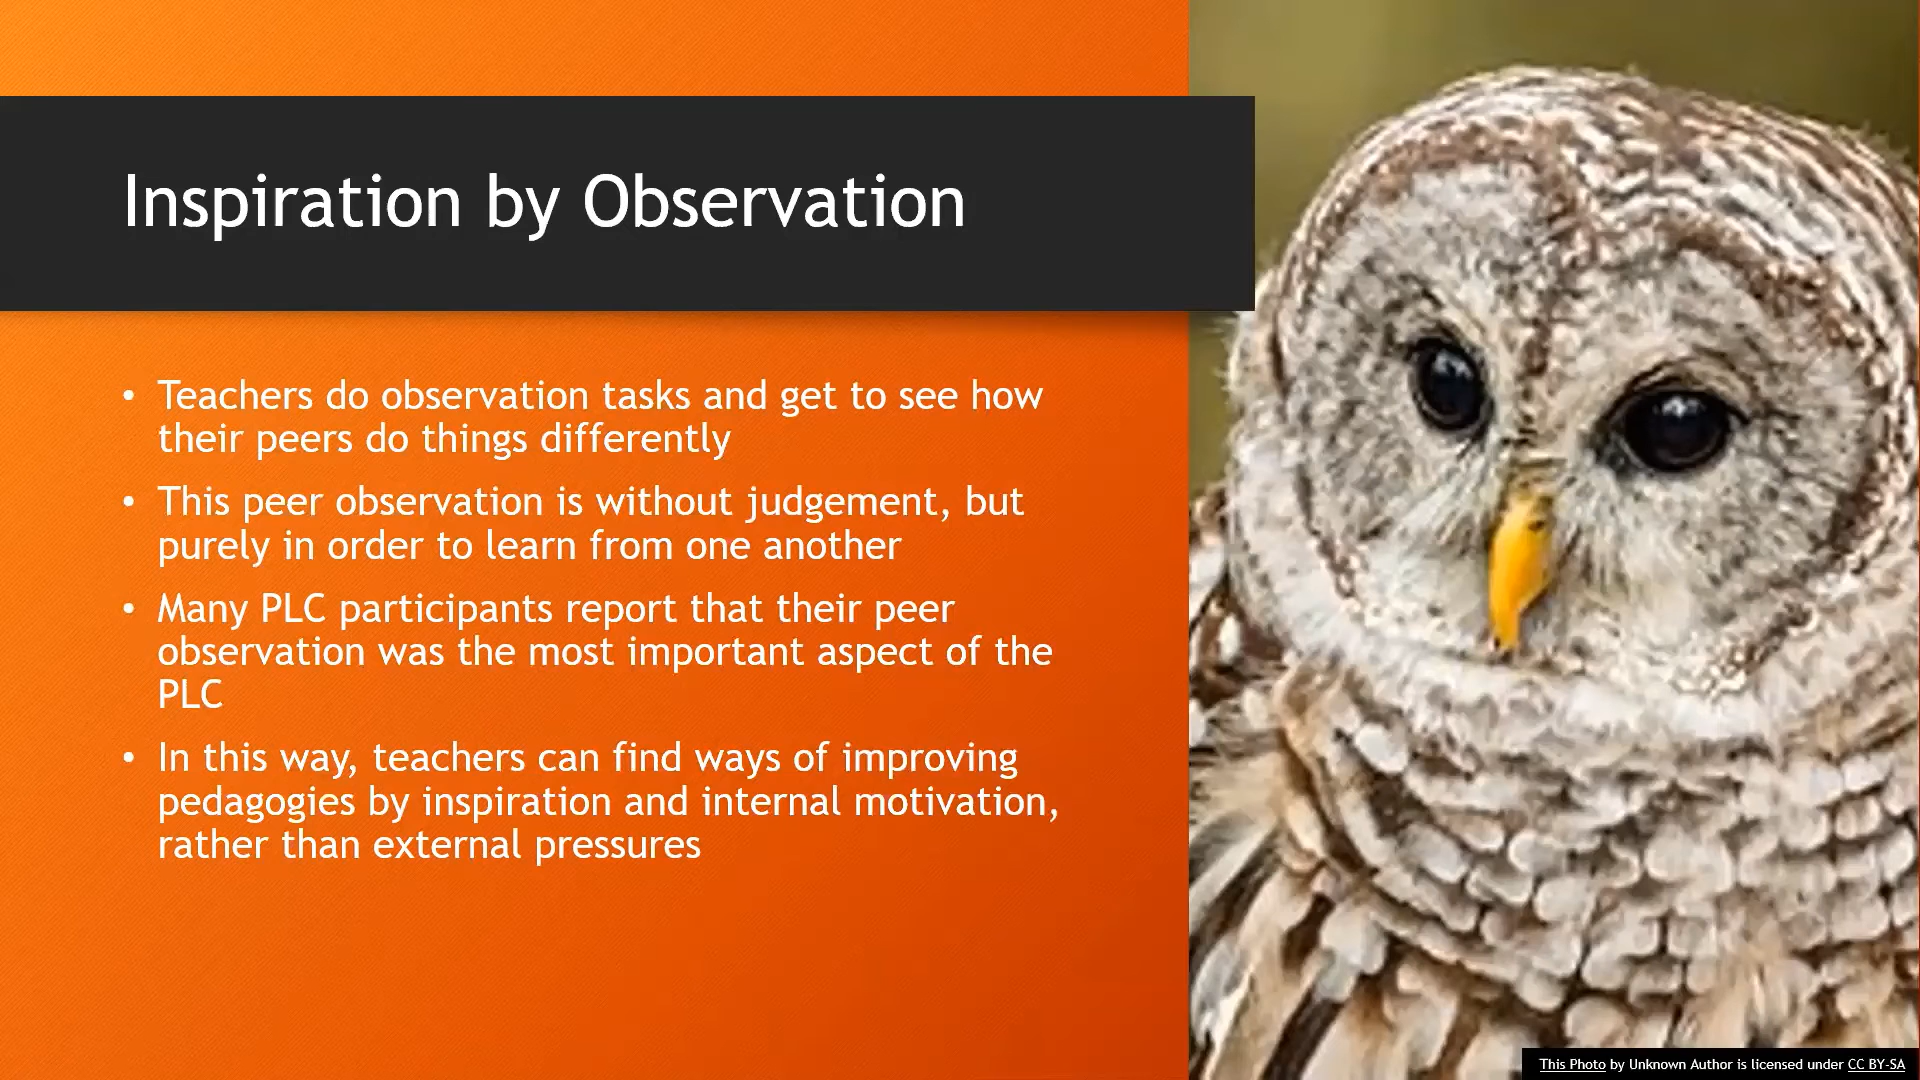 Inspiration by Observation
• Teachers do observation tasks and get to see how
their peers do things differently
• This peer observation is without judgement, but
purely in order to learn from one another
• Many PLC participants report that their peer
observation was the most important aspect of the
PLC
• In this way, teachers can find ways of improving
pedagogies by inspiration and internal motivation,
rather than external pressures
This Photo by Unknown Author is licensed under CC BY-SA